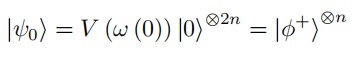 |ψ₀⟩ = V (ω (0)) |0⟩^{⊗2n} = |ϕ⁺⟩^{⊗n}